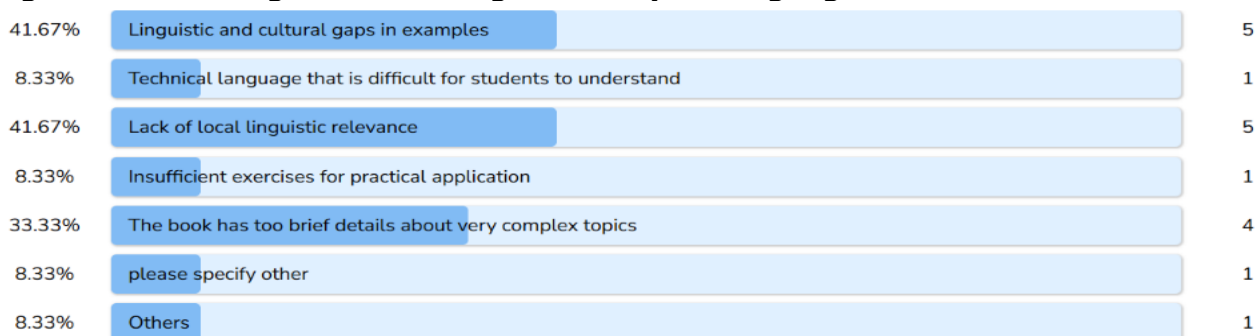 41.67% Linguistic and cultural gaps in examples 5
8.33% Technical language that is difficult for students to understand 1
41.67% Lack of local linguistic relevance 5
8.33% Insufficient exercises for practical application 1
33.33% The book has too brief details about very complex topics 4
8.33% please specify other 1
8.33% Others 1